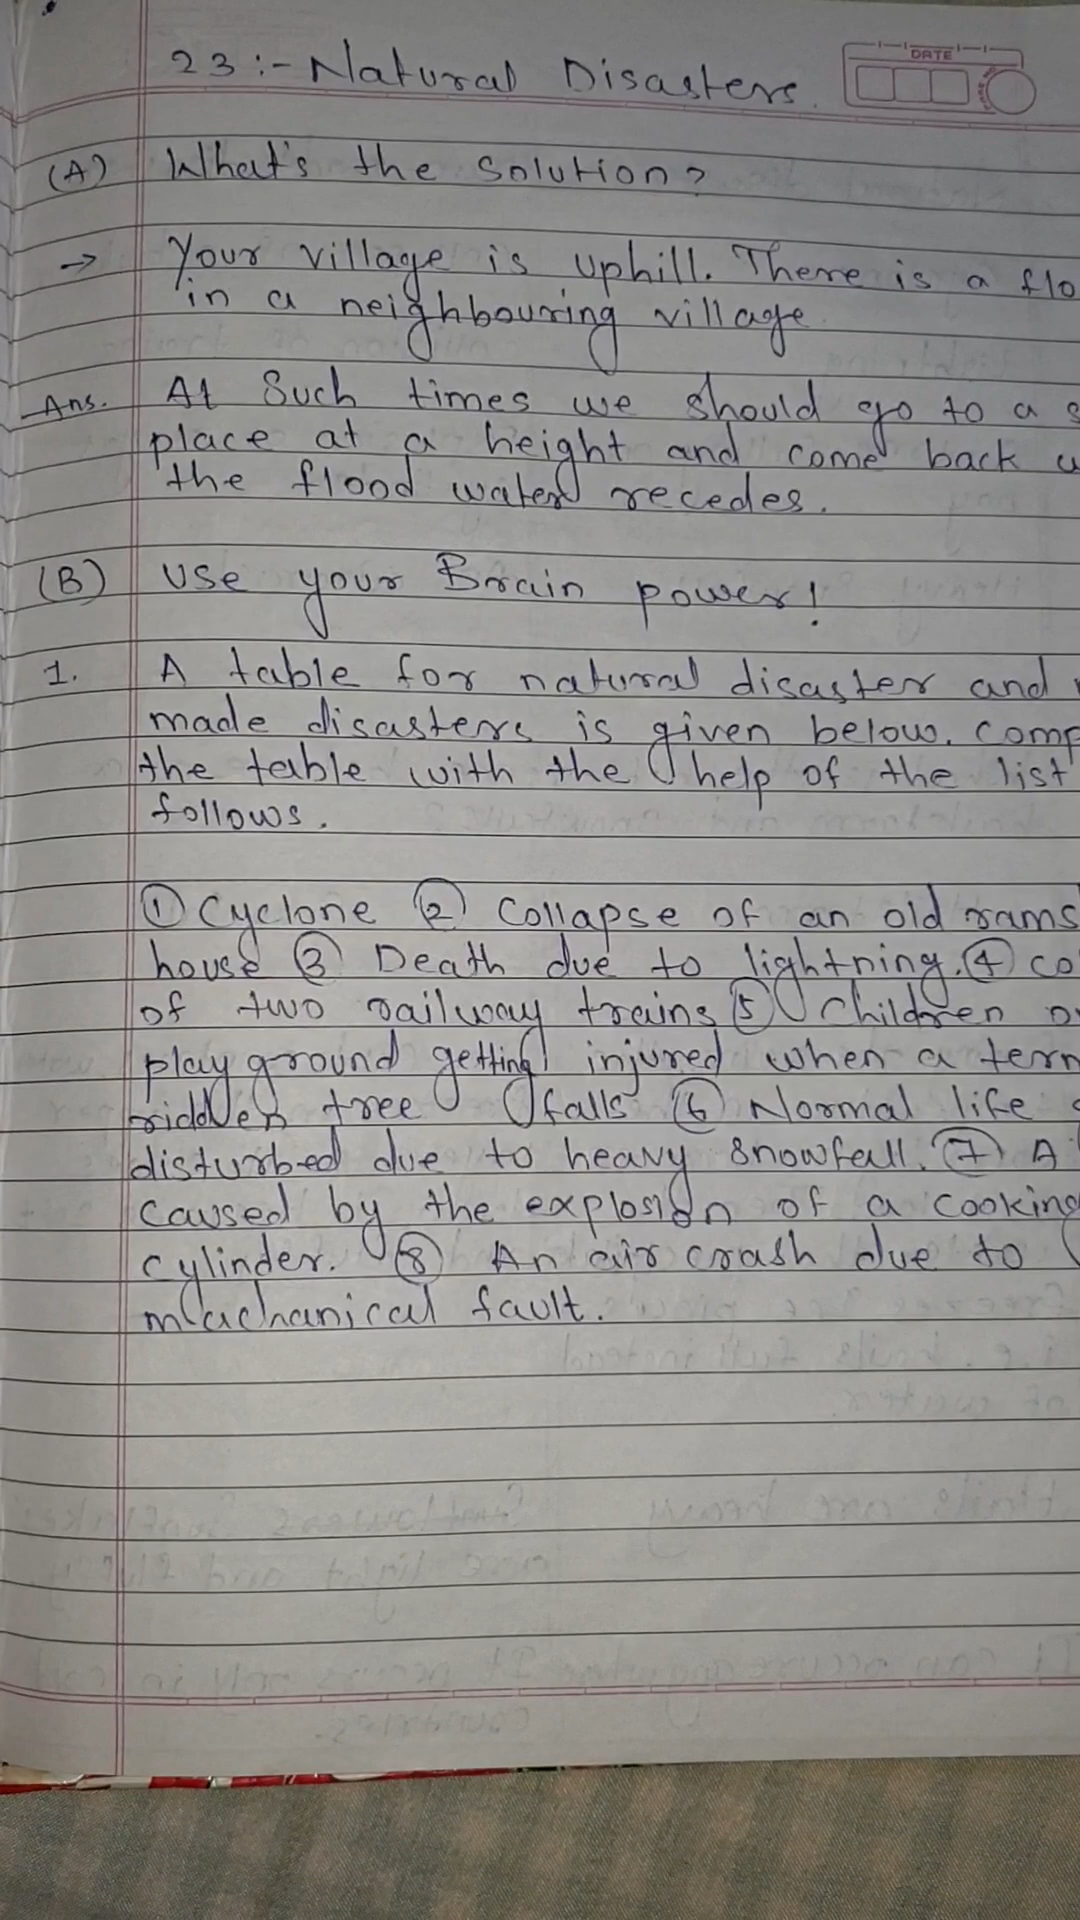 23:- Natural Disasters.
DATE
(A) What's the solution?
→ Your village is uphill. There is a flo
in a neighbouring village.
Ans. At Such times we should go to a s
place at a height and come back u
the flood water recedes.
(B) Use your Brain power!
1. A table for natural disaster and
made disasters is given below. comp
the table with the help of the list
follows.
① Cyclone ② Collapse of an old rams
house ③ Death due to lightning. ④ co
of two railway trains ⑤ Children o
play ground getting injured when a term
ridden tree falls ⑥ Normal life
disturbed due to heavy snowfall. ⑦ A
caused by the explosion of a cooking
cylinder. ⑧ An air crash due to
machanical fault.